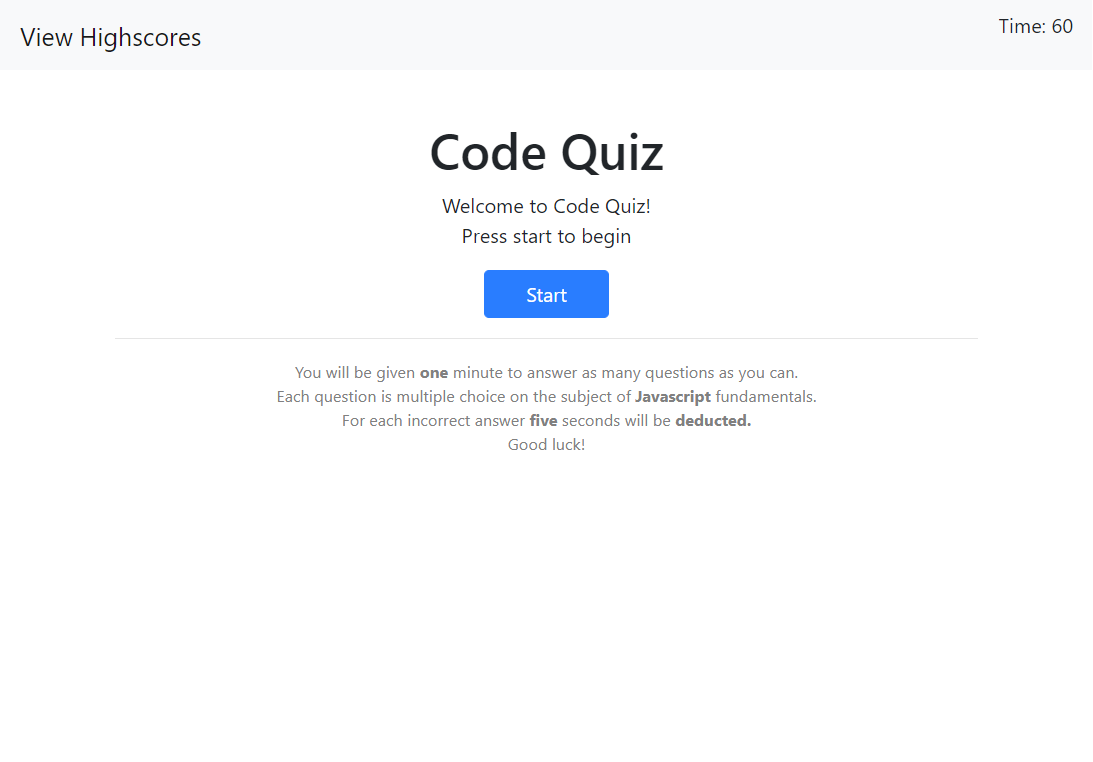 View Highscores
Time: 60
Code Quiz
Welcome to Code Quiz!
Press start to begin
Start
You will be given one minute to answer as many questions as you can.
Each question is multiple choice on the subject of Javascript fundamentals.
For each incorrect answer five seconds will be deducted.
Good luck!